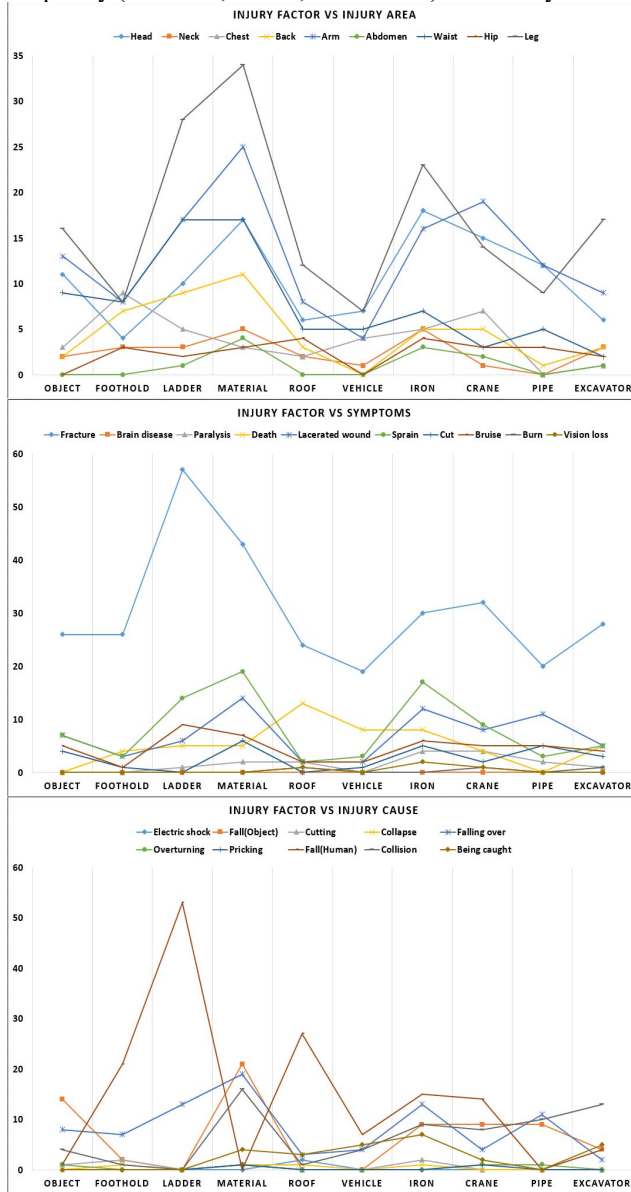 INJURY FACTOR VS INJURY AREA
Head Neck Chest Back Arm Abdomen Waist Hip Leg
35
30
25
20
15
10
5
0
OBJECT FOOTHOLD LADDER MATERIAL ROOF VEHICLE IRON CRANE PIPE EXCAVATOR
INJURY FACTOR VS SYMPTOMS
Fracture Brain disease Paralysis Death Lacerated wound Sprain Cut Bruise Burn Vision loss
60
50
40
30
20
10
0
OBJECT FOOTHOLD LADDER MATERIAL ROOF VEHICLE IRON CRANE PIPE EXCAVATOR
INJURY FACTOR VS INJURY CAUSE
Electric shock Fall(Object) Cutting Collapse Falling over
Overturning Pricking Fall(Human) Collision Being caught
60
50
40
30
20
10
0
OBJECT FOOTHOLD LADDER MATERIAL ROOF VEHICLE IRON CRANE PIPE EXCAVATOR